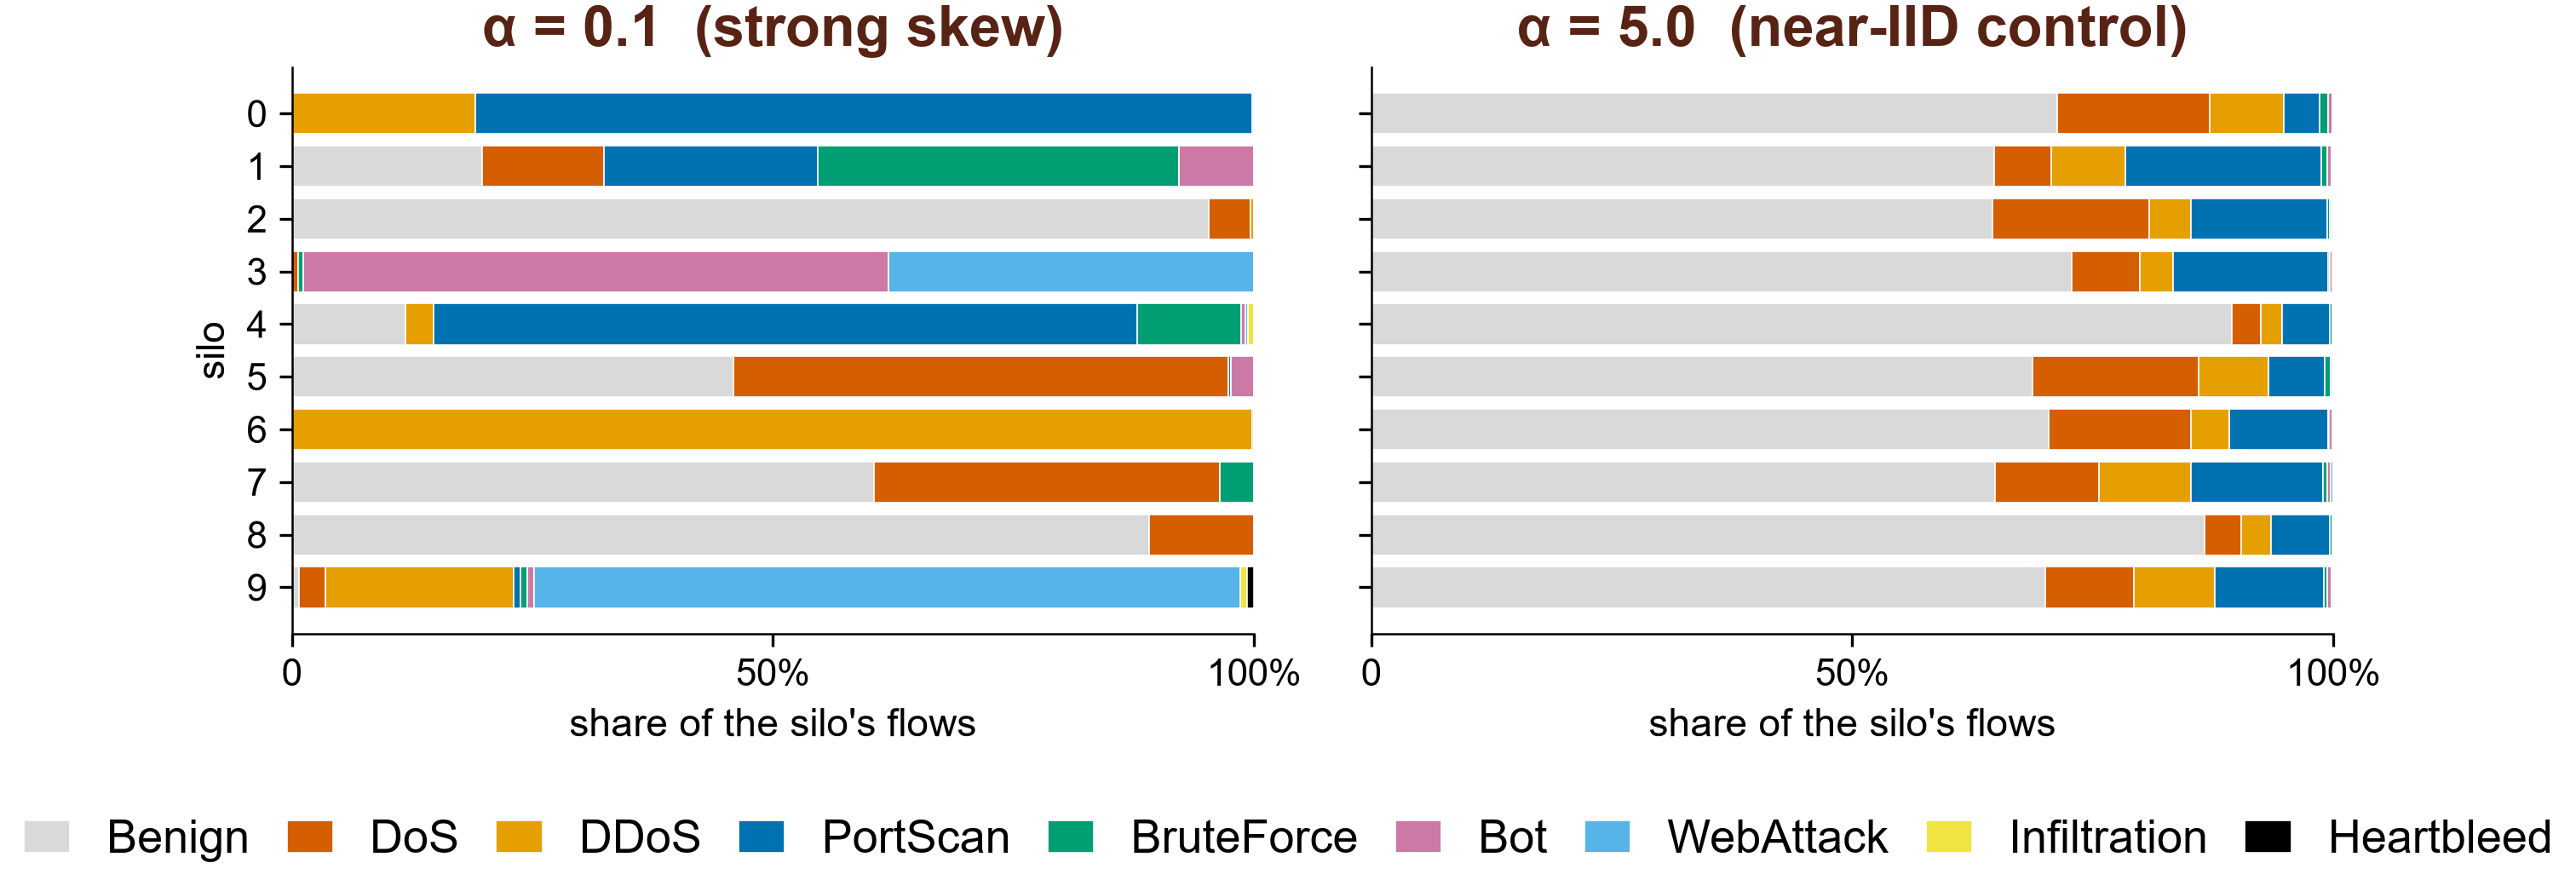 α = 0.1  (strong skew)
α = 5.0  (near-IID control)
silo
0
1
2
3
4
5
6
7
8
9
0
50%
100%
0
50%
100%
share of the silo's flows
share of the silo's flows
Benign
DoS
DDoS
PortScan
BruteForce
Bot
WebAttack
Infiltration
Heartbleed